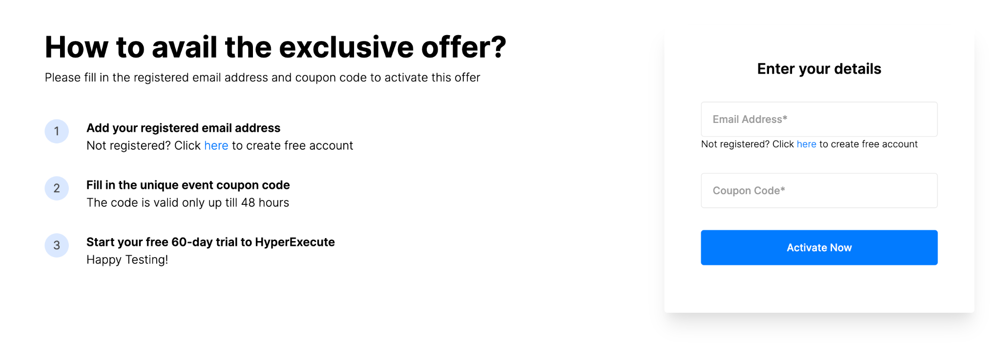 How to avail the exclusive offer?
Please fill in the registered email address and coupon code to activate this offer
1
Add your registered email address
Not registered? Click here to create free account
2
Fill in the unique event coupon code
The code is valid only up till 48 hours
3
Start your free 60-day trial to HyperExecute
Happy Testing!
Enter your details
Email Address*
Not registered? Click here to create free account
Coupon Code*
Activate Now